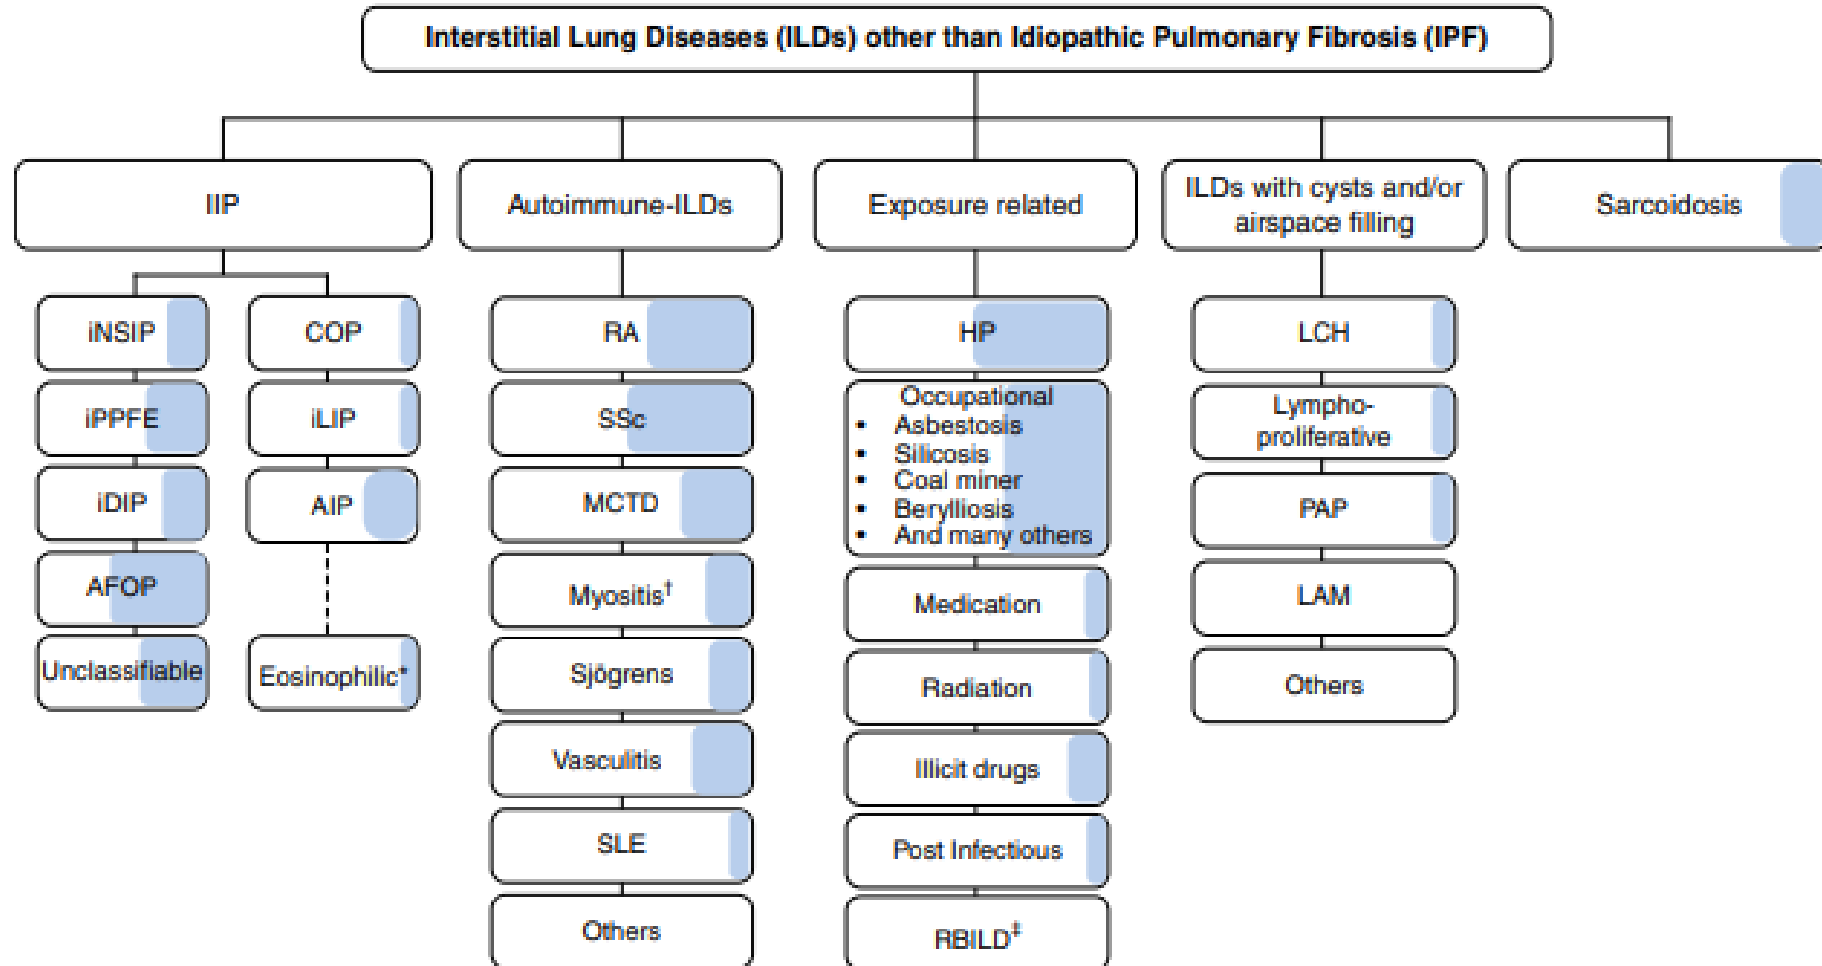 Interstitial Lung Diseases (ILDs) other than Idiopathic Pulmonary Fibrosis (IPF)
IIP
Autoimmune-ILDs
Exposure related
ILDs with cysts and/or
airspace filling
Sarcoidosis
iNSIP
iPPFE
iDIP
AFOP
Unclassifiable
COP
iLIP
AIP
Eosinophilic*
RA
SSc
MCTD
Myositis†
Sjögrens
Vasculitis
SLE
Others
HP
Occupational
• Asbestosis
• Silicosis
• Coal miner
• Berylliosis
• And many others
Medication
Radiation
Illicit drugs
Post Infectious
RBILD‡
LCH
Lympho-
proliferative
PAP
LAM
Others